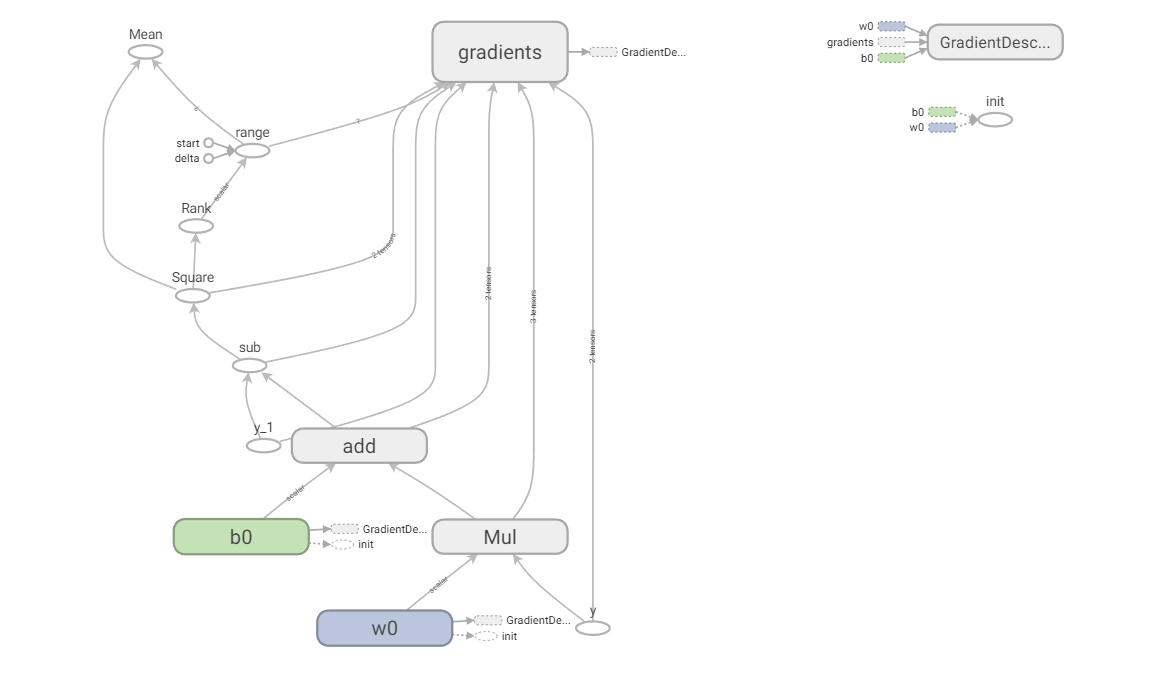 Mean
gradients
GradientDe...
w0
gradients
b0
GradientDesc...
init
b0
w0
?
range
start
delta
scalar
Rank
2 tensors
Square
2 tensors
3 tensors
2 tensors
sub
y_1
add
scalar
b0
GradientDe...
init
Mul
scalar
w0
GradientDe...
init
y